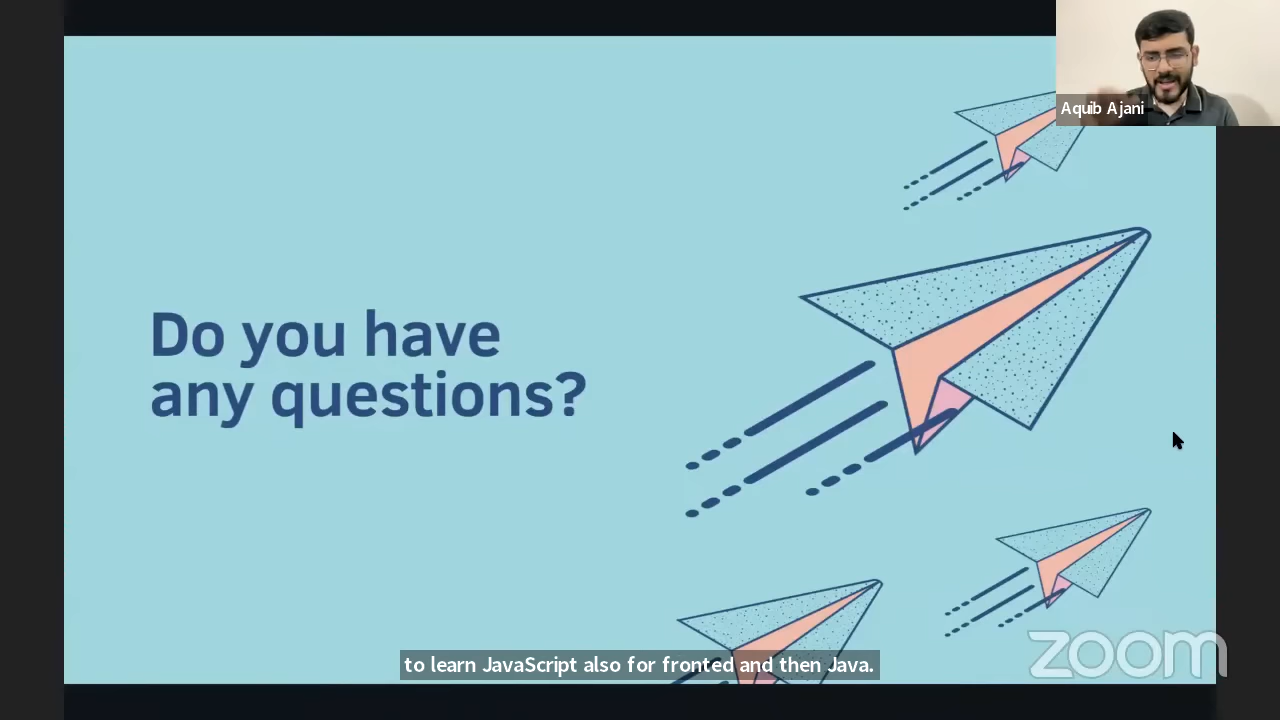 Aquib Ajani
Do you have
any questions?
to learn JavaScript also for fronted and then Java.
zoom